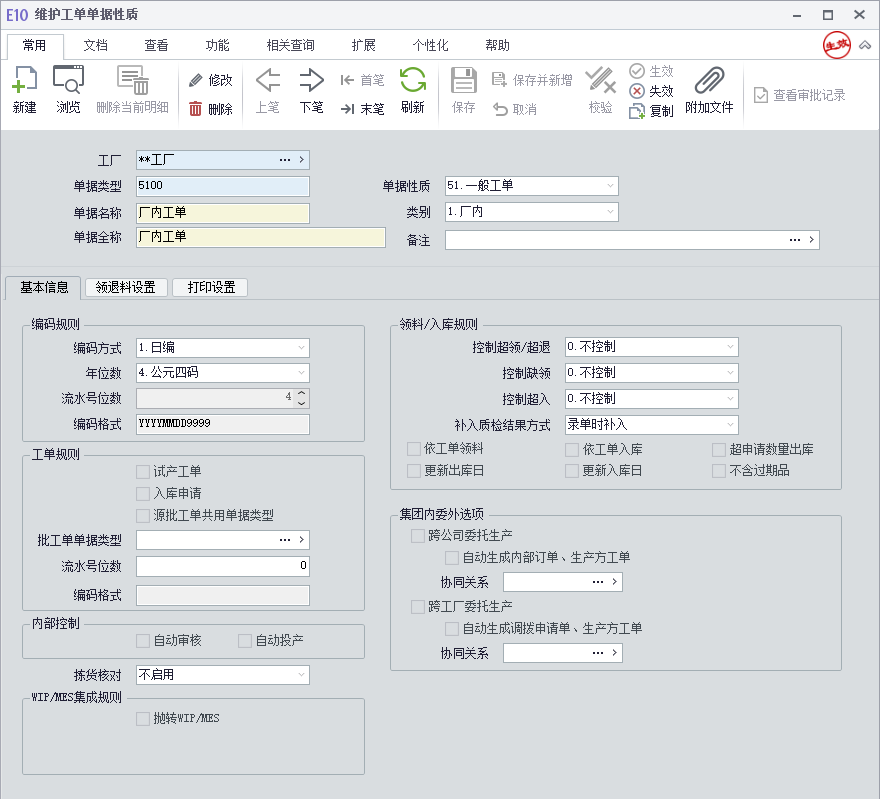 E10 维护工单单据性质
常用 文档 查看 功能 相关查询 扩展 个性化 帮助
生效
新建 浏览 删除当前明细 修改 删除 上笔 下笔 首笔 末笔 刷新 保存 保存并新增 取消 校验 生效 失效 复制 附加文件 查看审批记录
工厂 **工厂
单据类型 5100 单据性质 51.一般工单
单据名称 厂内工单 类别 1.厂内
单据全称 厂内工单 备注
基本信息 领退料设置 打印设置
编码规则
编码方式 1.日编
年位数 4.公元四码
流水号位数 4
编码格式 YYYYMMDD9999
工单规则
试产工单
入库申请
源批工单共用单据类型
批工单单据类型
流水号位数 0
编码格式
内部控制
自动审核 自动投产
拣货核对 不启用
WIP/MES集成规则
抛转WIP/MES
领料/入库规则
控制超领/超退 0.不控制
控制缺领 0.不控制
控制超入 0.不控制
补入质检结果方式 录单时补入
依工单领料 依工单入库 超申请数量出库
更新出库日 更新入库日 不含过期品
集团内委外选项
跨公司委托生产
自动生成内部订单、生产方工单
协同关系
跨工厂委托生产
自动生成调拨申请单、生产方工单
协同关系